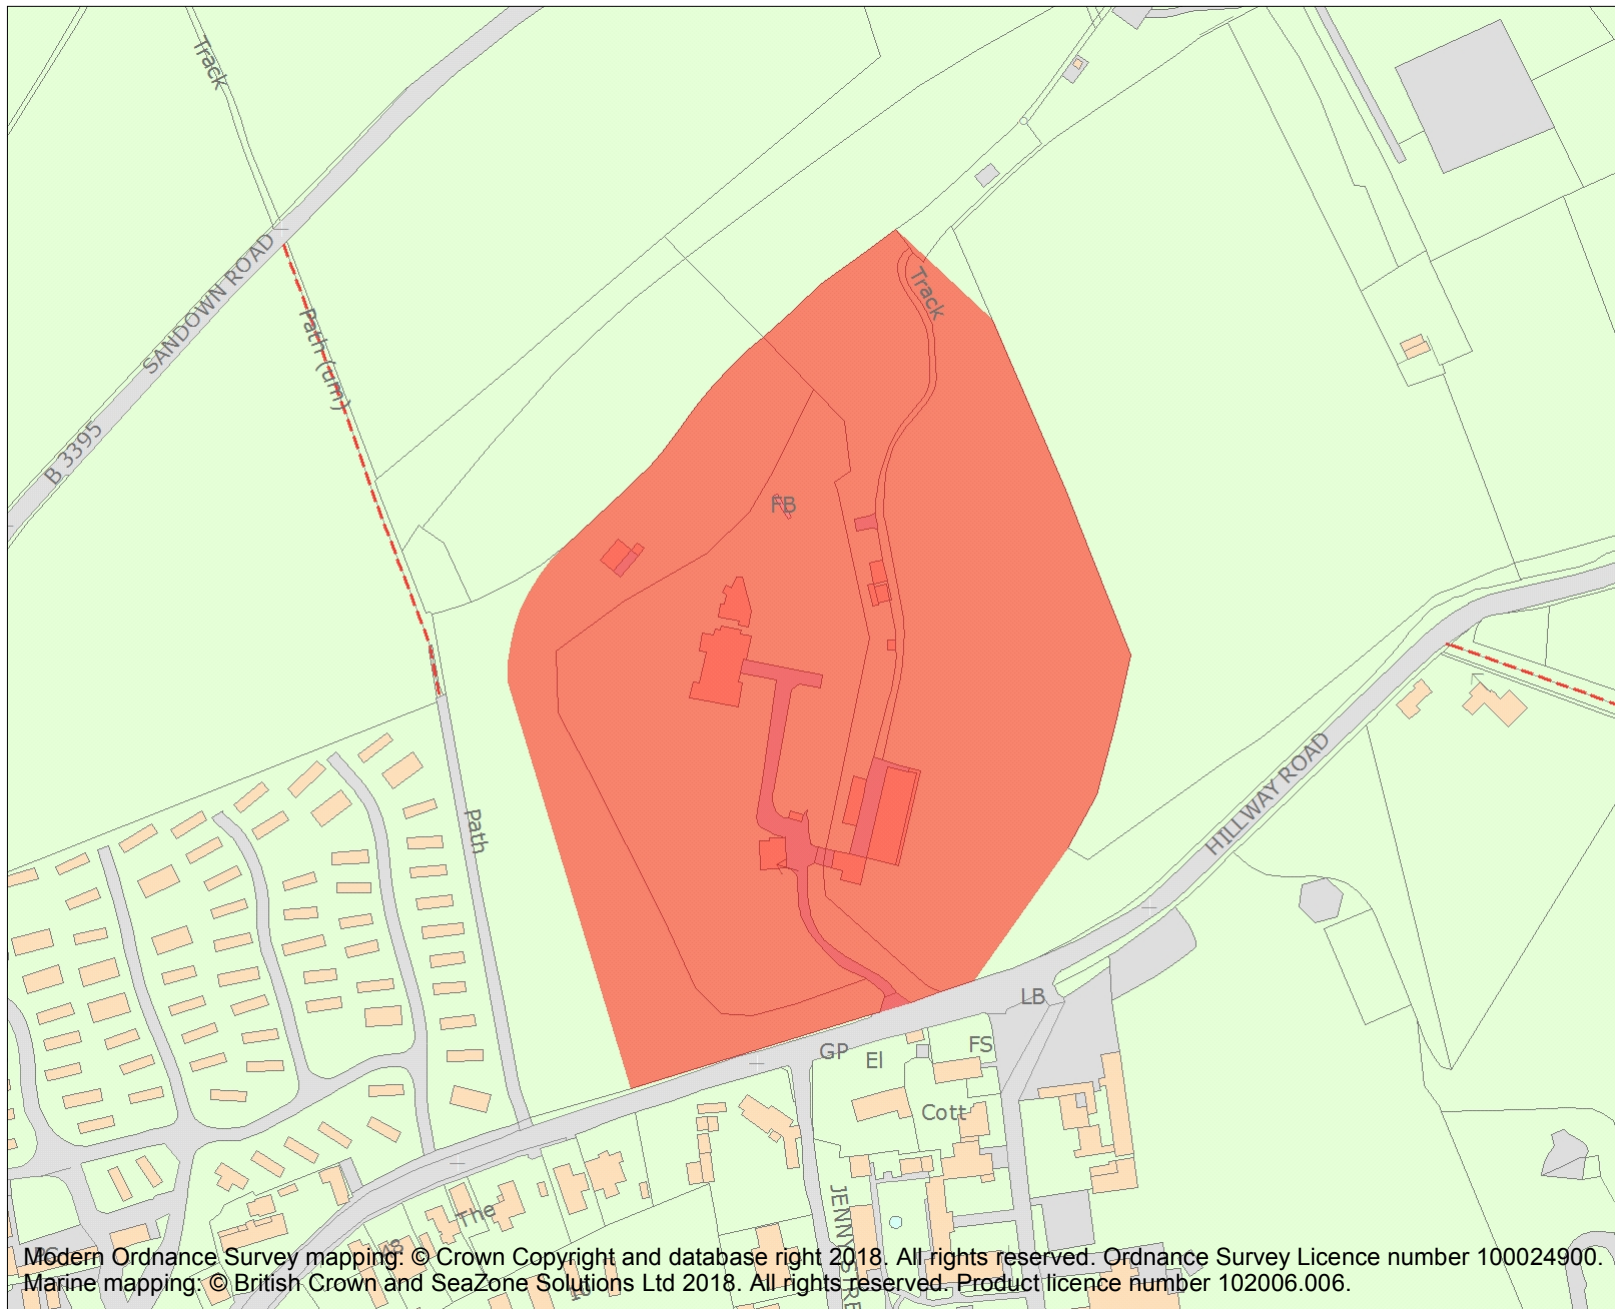 Track
SANDOWN ROAD
B 3395
Path (um)
Track
FB
Path
HILLWAY ROAD
LB
GP
El
FS
Cott
The
Modern Ordnance Survey mapping: © Crown Copyright and database right 2018. All rights reserved. Ordnance Survey Licence number 100024900.
Marine mapping: © British Crown and SeaZone Solutions Ltd 2018. All rights reserved. Product licence number 102006.006.